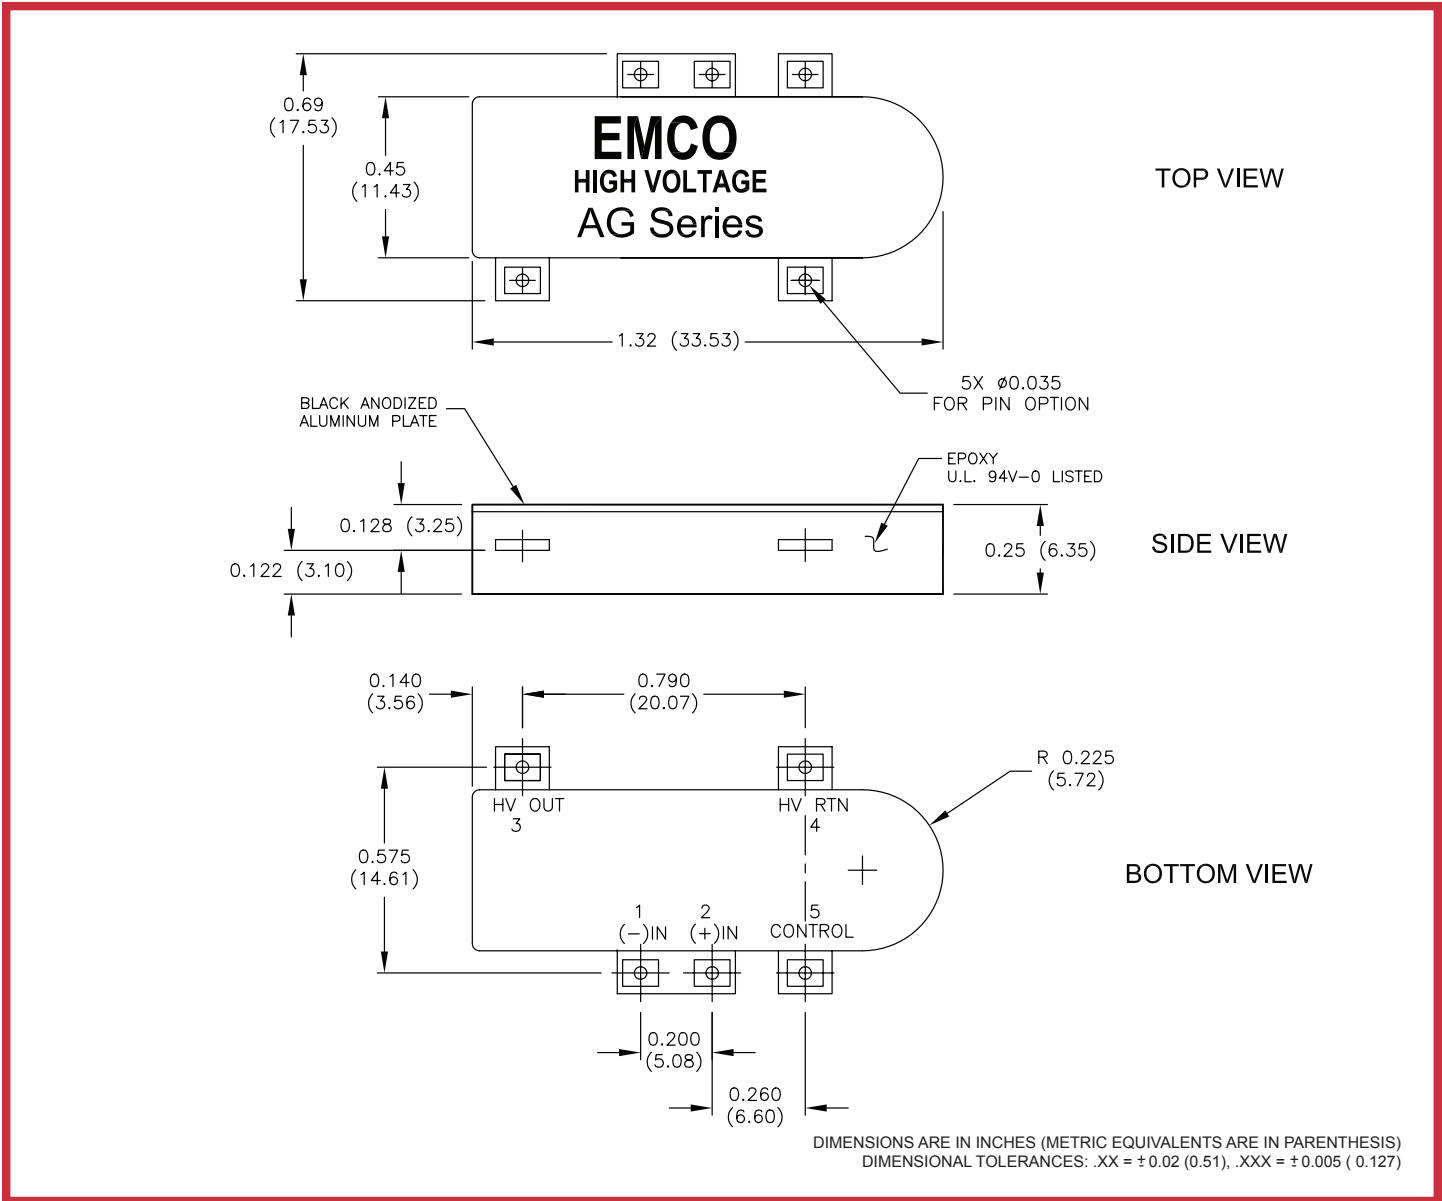 0.69
(17.53)
0.45
(11.43)
EMCO
HIGH VOLTAGE
AG Series
TOP VIEW
1.32 (33.53)
5X ø0.035
FOR PIN OPTION
BLACK ANODIZED
ALUMINUM PLATE
EPOXY
U.L. 94V-0 LISTED
0.128 (3.25)
0.122 (3.10)
0.25 (6.35)
SIDE VIEW
0.140
(3.56)
0.790
(20.07)
R 0.225
(5.72)
HV OUT
3
HV RTN
4
0.575
(14.61)
BOTTOM VIEW
1
(-)IN
2
(+)IN
5
CONTROL
0.200
(5.08)
0.260
(6.60)
DIMENSIONS ARE IN INCHES (METRIC EQUIVALENTS ARE IN PARENTHESIS)
DIMENSIONAL TOLERANCES: .XX = ±0.02 (0.51), .XXX = ±0.005 ( 0.127)